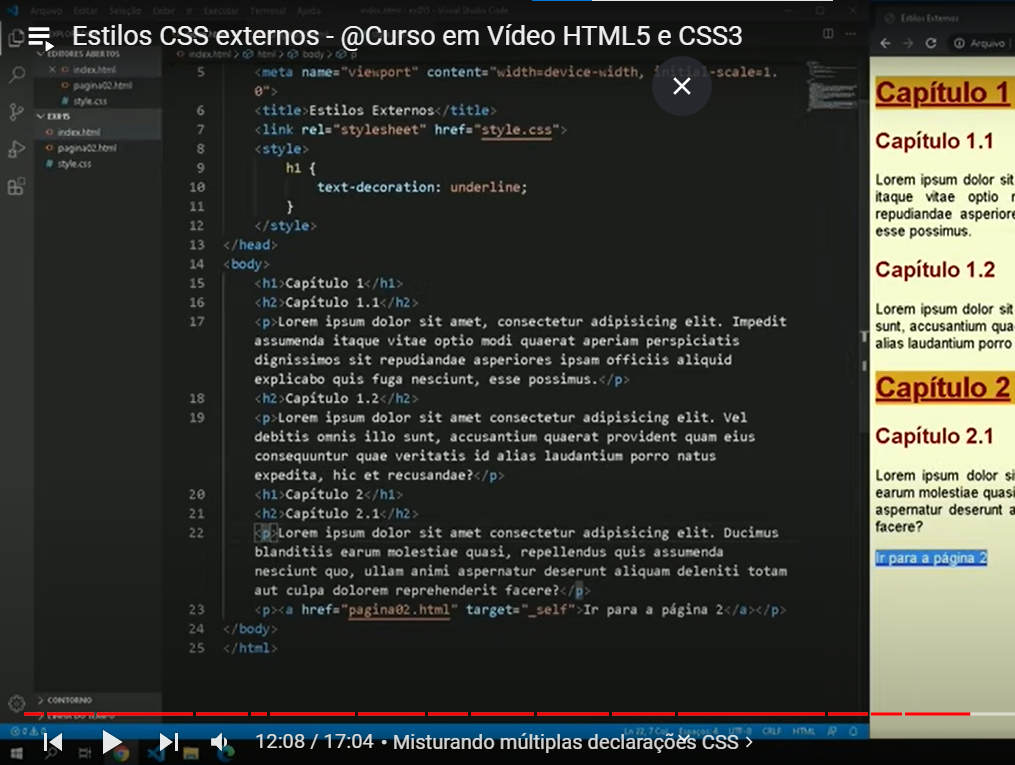 Arquivo Editar Seleção Exibir Ir Executar Terminal Ajuda index.html - ex015 - Visual Studio Code
Estilos Externos
Estilos CSS externos - @Curso em Vídeo HTML5 e CSS3
EDITORES ABERTOS
index.html
pagina02.html
style.css
EX015
index.html
pagina02.html
style.css
index.html > html > body > p
Arquivo
5 <meta name="viewport" content="width=device-width, initial-scale=1.
0">
6 <title>Estilos Externos</title>
7 <link rel="stylesheet" href="style.css">
8 <style>
9 h1 {
10 text-decoration: underline;
11 }
12 </style>
13 </head>
14 <body>
15 <h1>Capítulo 1</h1>
16 <h2>Capítulo 1.1</h2>
17 <p>Lorem ipsum dolor sit amet, consectetur adipisicing elit. Impedit
assumenda itaque vitae optio modi quaerat aperiam perspiciatis
dignissimos sit repudiandae asperiores ipsam officiis aliquid
explicabo quis fuga nesciunt, esse possimus.</p>
18 <h2>Capítulo 1.2</h2>
19 <p>Lorem ipsum dolor sit amet consectetur adipisicing elit. Vel
debitis omnis illo sunt, accusantium quaerat provident quam eius
consequuntur quae veritatis id alias laudantium porro natus
expedita, hic et recusandae?</p>
20 <h1>Capítulo 2</h1>
21 <h2>Capítulo 2.1</h2>
22 <p>Lorem ipsum dolor sit amet consectetur adipisicing elit. Ducimus
blanditiis earum molestiae quasi, repellendus quis assumenda
nesciunt quo, ullam animi aspernatur deserunt aliquam deleniti totam
aut culpa dolorem reprehenderit facere?</p>
23 <p><a href="pagina02.html" target="_self">Ir para a página 2</a></p>
24 </body>
25 </html>
Capítulo 1
Capítulo 1.1
Lorem ipsum dolor sit
itaque vitae optio
repudiandae asperiore
esse possimus.
Capítulo 1.2
Lorem ipsum dolor sit
sunt, accusantium qua
alias laudantium porro
Capítulo 2
Capítulo 2.1
Lorem ipsum dolor si
earum molestiae quasi
aspernatur deserunt a
facere?
Ir para a página 2
CONTORNO
LINHA DO TEMPO
Ln 22, 7 Col. Espaços: 4 UTF-8 CRLF HTML
12:08 / 17:04 • Misturando múltiplas declarações CSS >